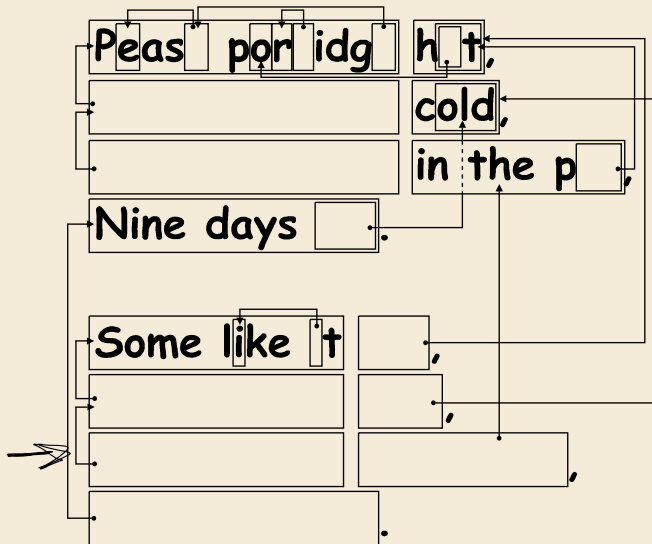 Peas por idg h t,
cold,
in the p ,
Nine days .
Some like t ,
,
,
.